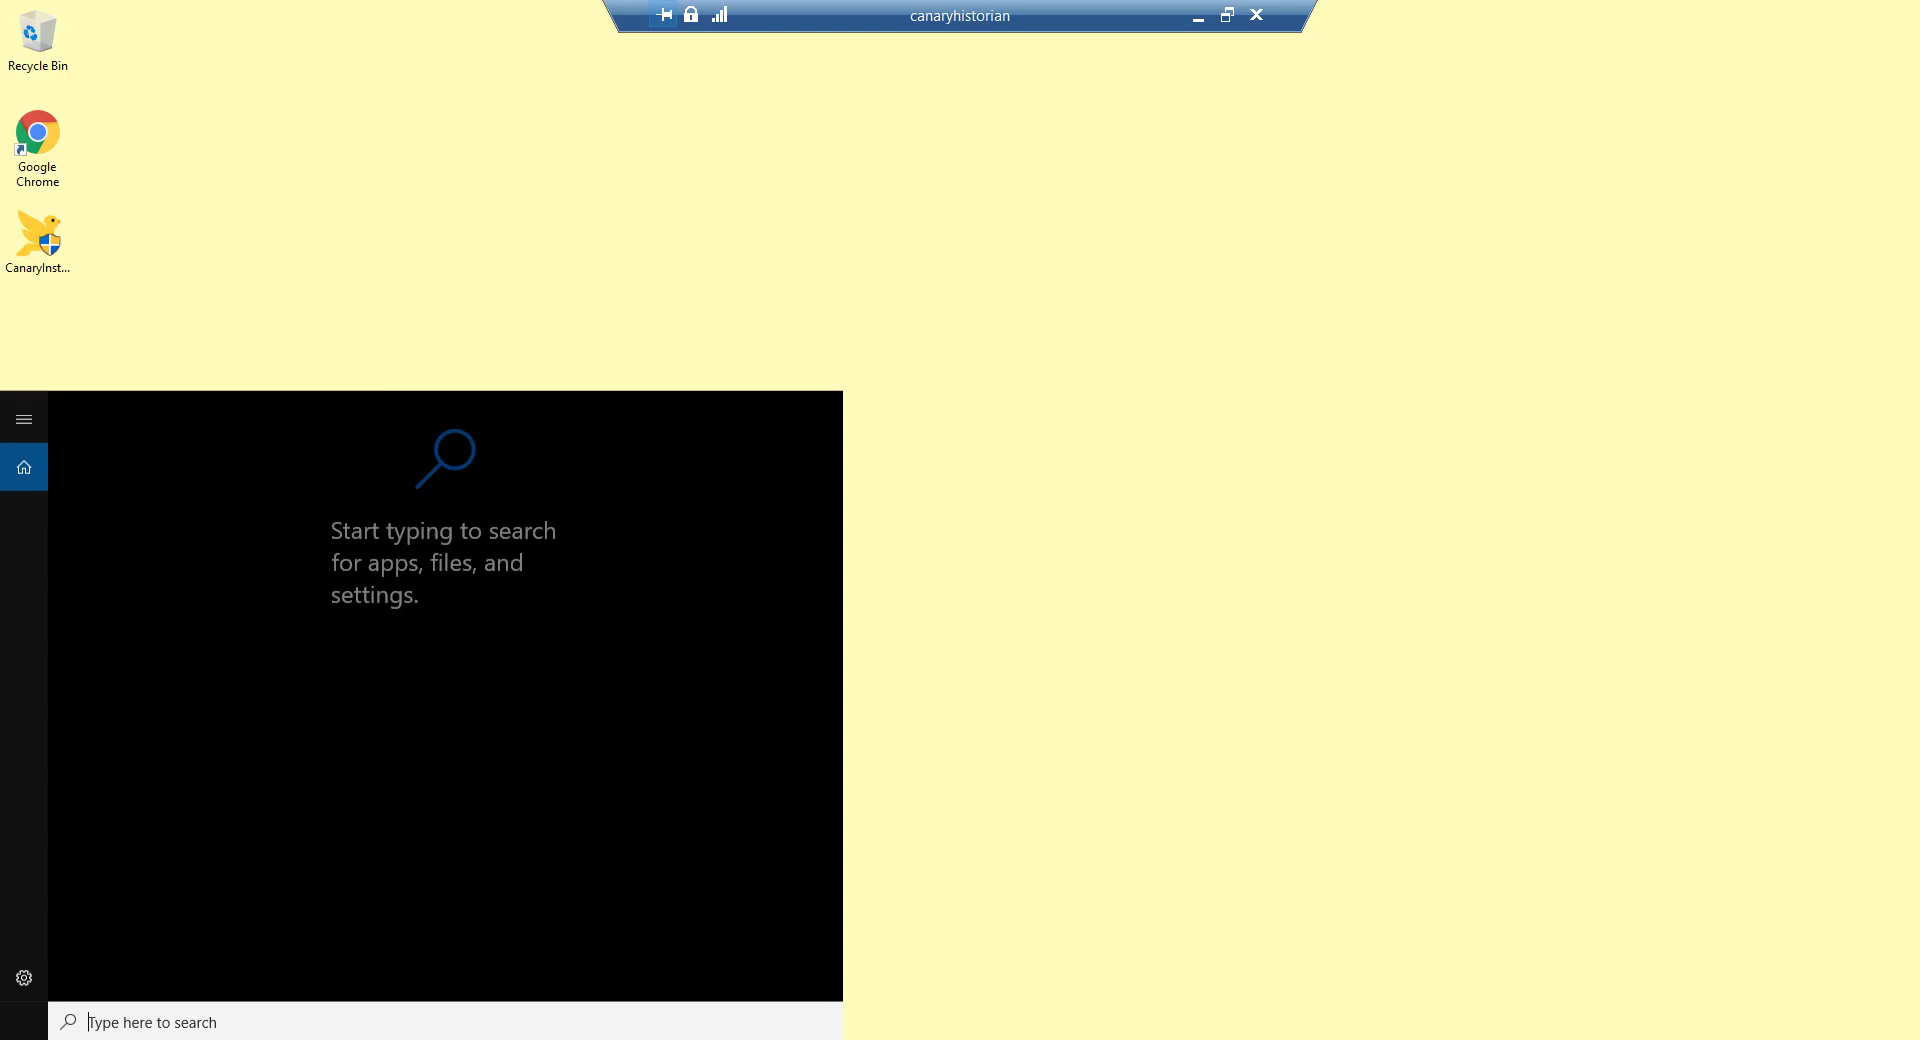 canaryhistorian
Recycle Bin
Google
Chrome
CanaryInst...
Start typing to search
for apps, files, and
settings.
Type here to search